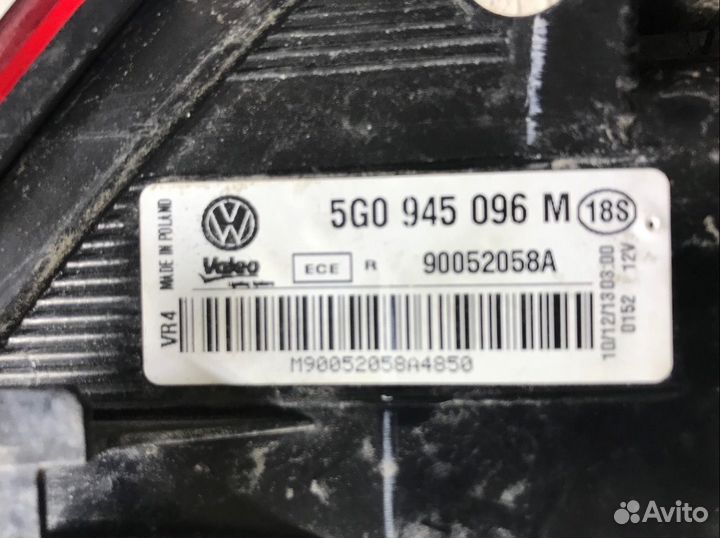 5G0 945 096 M 18S
MADE IN POLAND
Valeo ECE R 90052058A
VR4
M90052058A4850
10/12/13 03:00
0152 12V
Avito